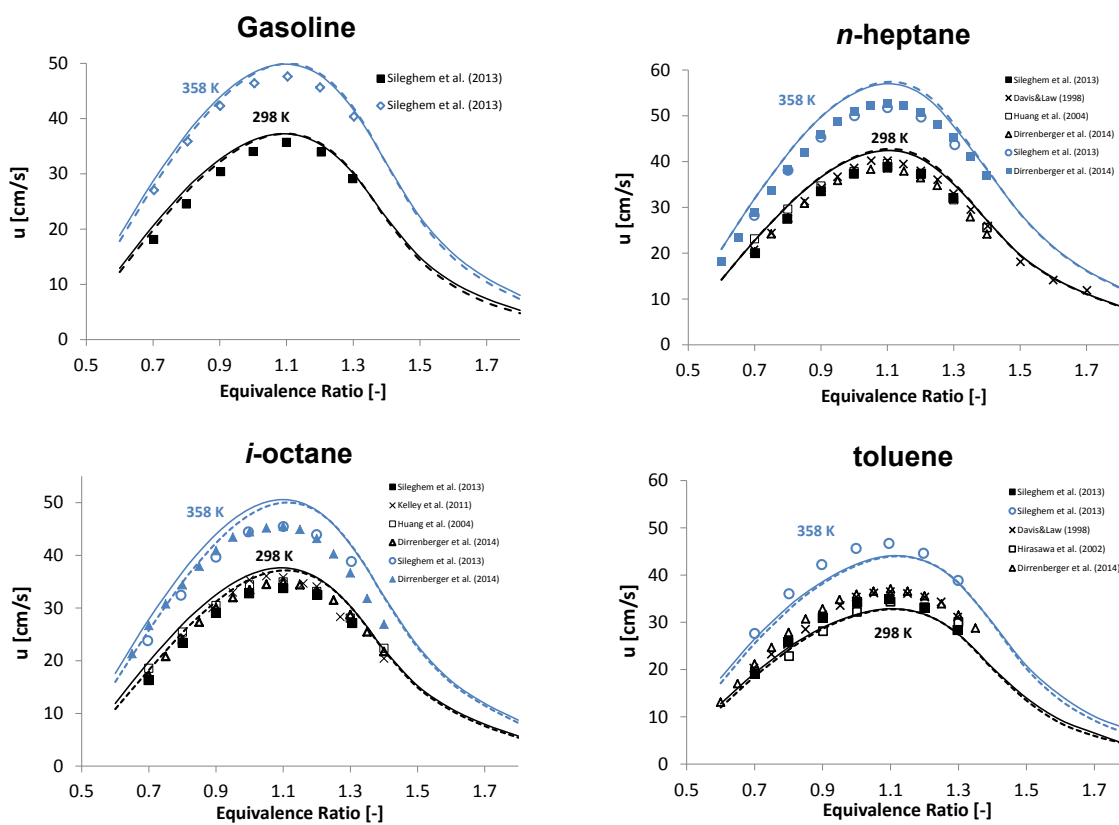 Gasoline
50
40
30
20
10
0
u [cm/s]
358 K
298 K
Sileghem et al. (2013)
Sileghem et al. (2013)
0.5 0.7 0.9 1.1 1.3 1.5 1.7
Equivalence Ratio [-]
n-heptane
60
50
40
30
20
10
0
u [cm/s]
358 K
298 K
Sileghem et al. (2013)
Davis&Law (1998)
Huang et al. (2004)
Dirrenberger et al. (2014)
Sileghem et al. (2013)
Dirrenberger et al. (2014)
0.5 0.7 0.9 1.1 1.3 1.5 1.7
Equivalence Ratio [-]
i-octane
50
40
30
20
10
0
u [cm/s]
358 K
298 K
Sileghem et al. (2013)
Kelley et al. (2011)
Huang et al. (2004)
Dirrenberger et al. (2014)
Sileghem et al. (2013)
Dirrenberger et al. (2014)
0.5 0.7 0.9 1.1 1.3 1.5 1.7
Equivalence Ratio [-]
toluene
60
50
40
30
20
10
0
u [cm/s]
358 K
298 K
Sileghem et al. (2013)
Sileghem et al. (2013)
Davis&Law (1998)
Hirasawa et al. (2002)
Dirrenberger et al. (2014)
0.5 0.7 0.9 1.1 1.3 1.5 1.7
Equivalence Ratio [-]